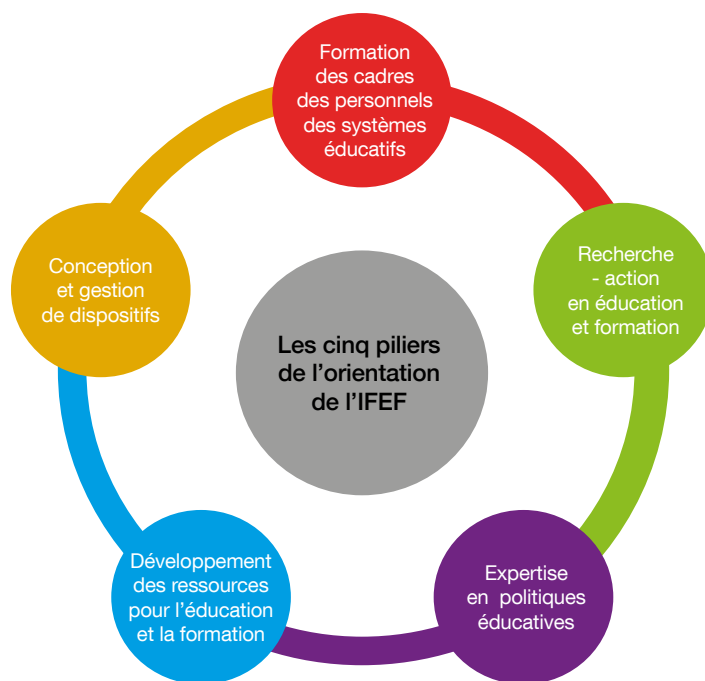 Formation
des cadres
des personnels
des systèmes
éducatifs
Recherche
- action
en éducation
et formation
Expertise
en politiques
éducatives
Développement
des ressources
pour l’éducation
et la formation
Conception
et gestion
de dispositifs
Les cinq piliers
de l’orientation
de l’IFEF